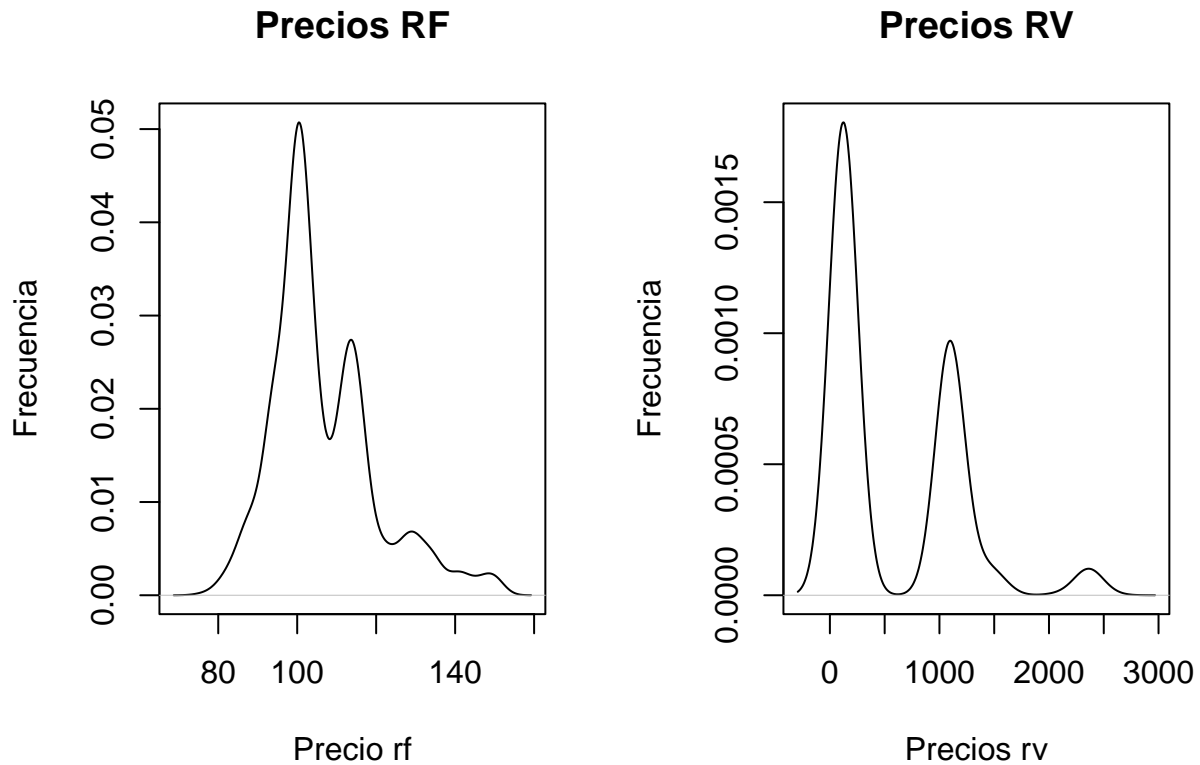 Precios RF
Frecuencia
0.05
0.04
0.03
0.02
0.01
0.00
80 100 140
Precio rf
Precios RV
Frecuencia
0.0015
0.0010
0.0005
0.0000
0 1000 2000 3000
Precios rv